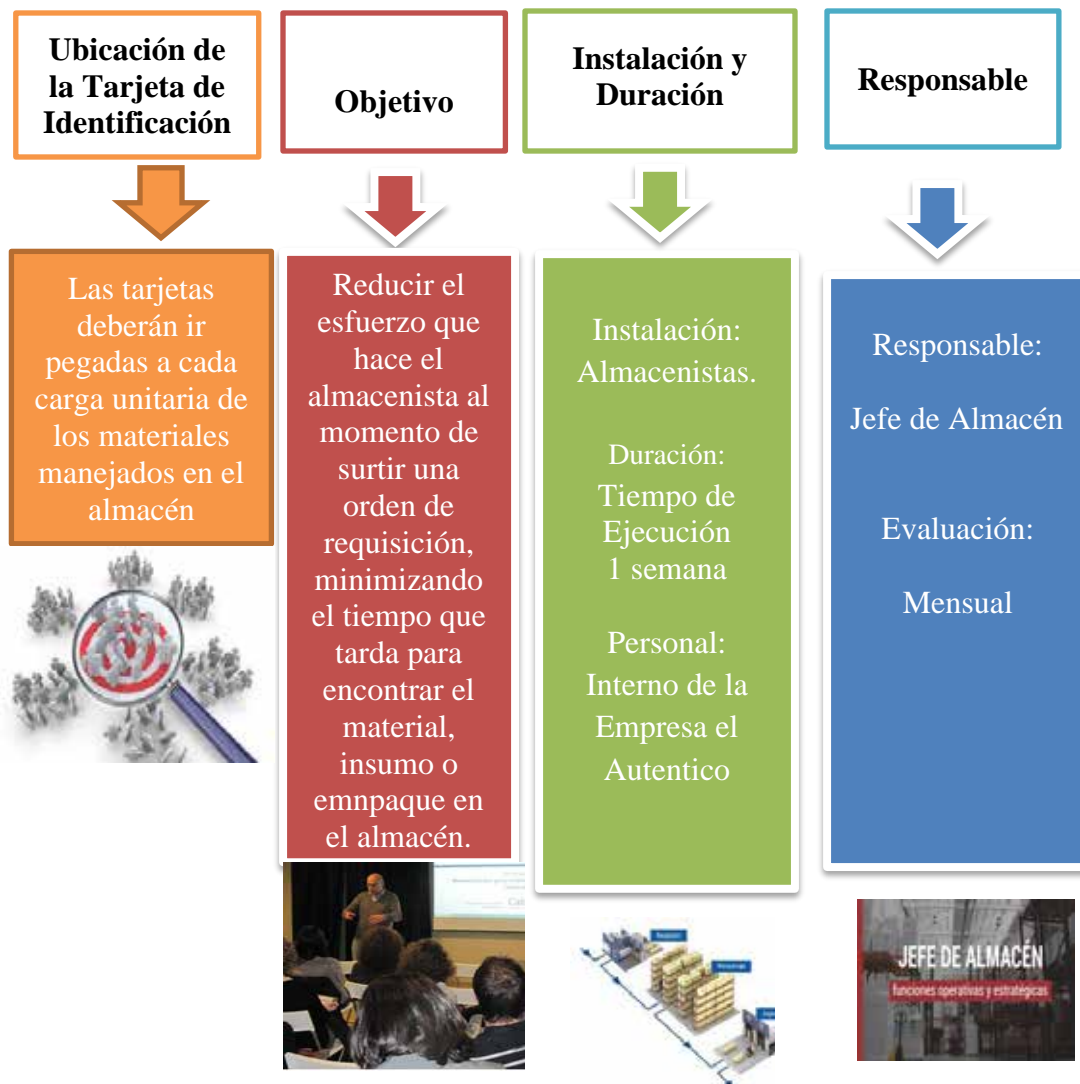 Ubicación de
la Tarjeta de
Identificación
Las tarjetas
deberán ir
pegadas a cada
carga unitaria de
los materiales
manejados en el
almacén
Objetivo
Reducir el
esfuerzo que
hace el
almacenista al
momento de
surtir una
orden de
requisición,
minimizando
el tiempo que
tarda para
encontrar el
material,
insumo o
emnpaque en
el almacén.
Instalación y
Duración
Instalación:
Almacenistas.
Duración:
Tiempo de
Ejecución
1 semana
Personal:
Interno de la
Empresa el
Autentico
Responsable
Responsable:
Jefe de Almacén
Evaluación:
Mensual
JEFE DE ALMACÉN
funciones operativas y estratégicas